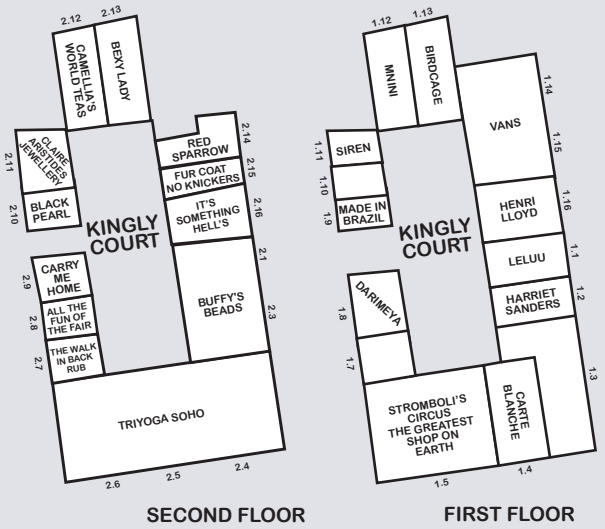 2.12
2.13
CAMELLIA'S
WORLD TEAS
BEXY LADY
2.11
CLAIRE
ARISTIDES
JEWELLERY
2.10
BLACK
PEARL
RED
SPARROW
2.14
FUR COAT
NO KNICKERS
2.15
IT'S
SOMETHING
HELL'S
2.16
KINGLY
COURT
2.9
CARRY
ME
HOME
2.8
ALL THE
FUN OF
THE FAIR
2.7
THE WALK
IN BACK
RUB
2.1
BUFFY'S
BEADS
2.3
TRIYOGA SOHO
2.6
2.5
2.4
SECOND FLOOR
1.12
1.13
MNINI
BIRDCAGE
1.14
VANS
1.15
1.11
SIREN
1.10
1.9
MADE IN
BRAZIL
1.16
HENRI
LLOYD
KINGLY
COURT
1.1
LELUU
1.2
HARRIET
SANDERS
1.8
DARIMEYA
1.7
1.3
STROMBOLI'S
CIRCUS
THE GREATEST
SHOP ON
EARTH
CARTE
BLANCHE
1.5
1.4
FIRST FLOOR